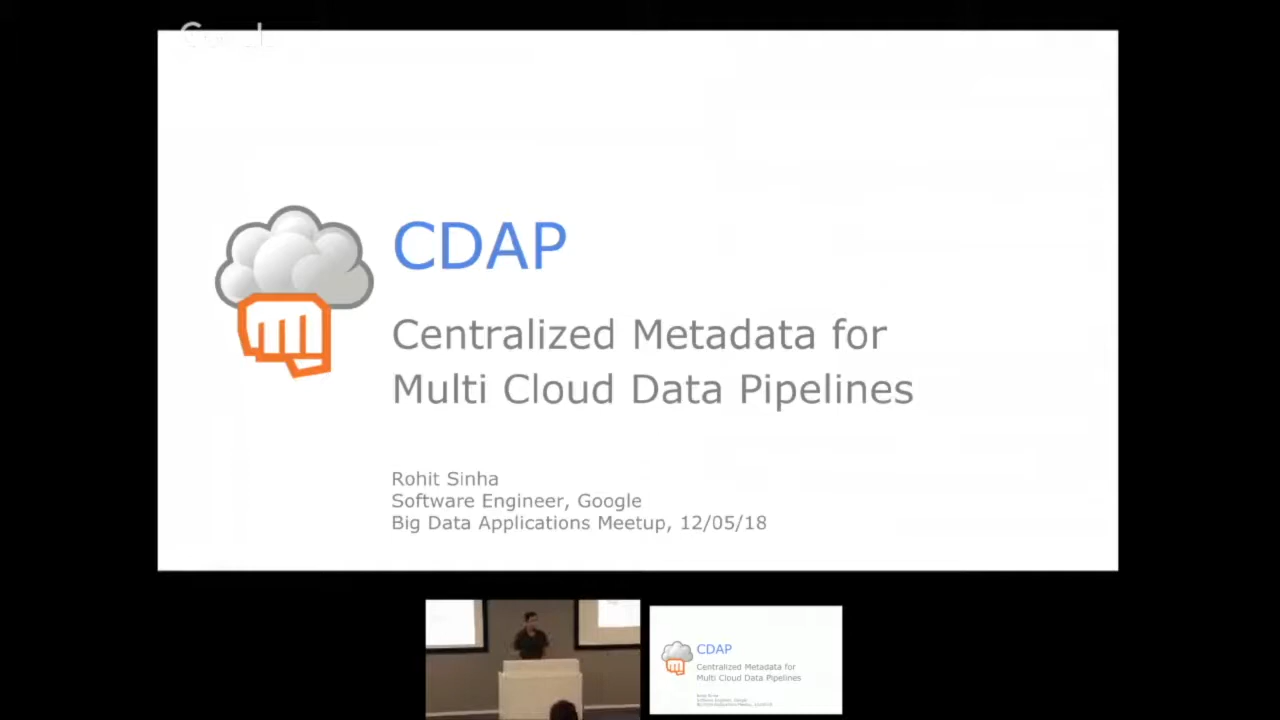 CDAP
Centralized Metadata for
Multi Cloud Data Pipelines
Rohit Sinha
Software Engineer, Google
Big Data Applications Meetup, 12/05/18
CDAP
Centralized Metadata for
Multi Cloud Data Pipelines